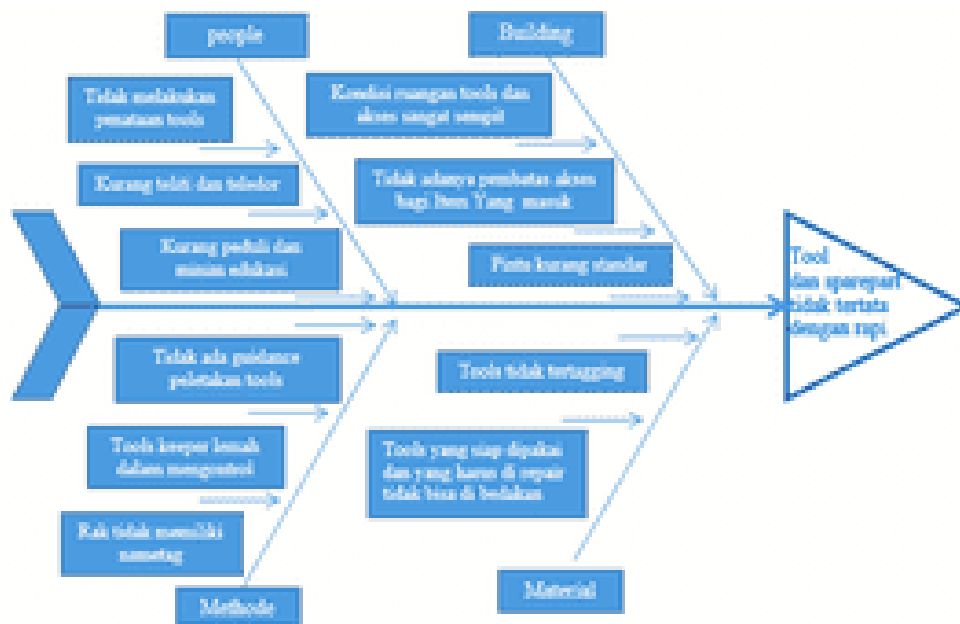 people
Building
Tidak melakukan
penataan tools
Kondisi ruangan tools dan
akses sangat sempit
Kurang teliti dan teledor
Tidak adanya pembatas akses
bagi Item Yang masuk
Kurang peduli dan
minim edukasi
Pintu kurang standar
Tool
dan sparepart
tidak tertata
dengan rapi
Tidak ada guidance
peletakan tools
Tools tidak tertagging
Tools keeper lemah
dalam mengontrol
Tools yang siap dipakai
dan yang harus di repair
tidak bisa di bedakan
Rak tidak memiliki
nametag
Methode
Material